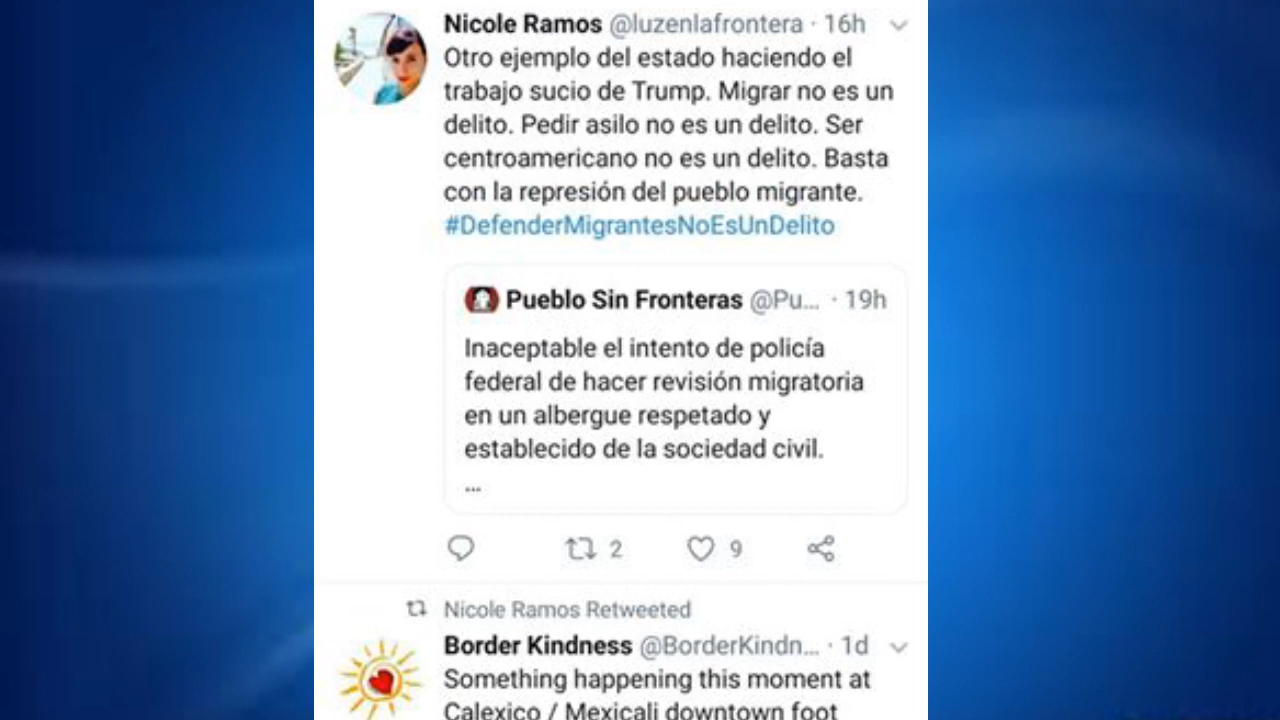 Nicole Ramos @luzenlafrontera · 16h
Otro ejemplo del estado haciendo el
trabajo sucio de Trump. Migrar no es un
delito. Pedir asilo no es un delito. Ser
centroamericano no es un delito. Basta
con la represión del pueblo migrante.
#DefenderMigrantesNoEsUnDelito
Pueblo Sin Fronteras @Pu... · 19h
Inaceptable el intento de policía
federal de hacer revisión migratoria
en un albergue respetado y
establecido de la sociedad civil.
...
2 9
Nicole Ramos Retweeted
Border Kindness @BorderKindn... · 1d
Something happening this moment at
Calexico / Mexicali downtown foot